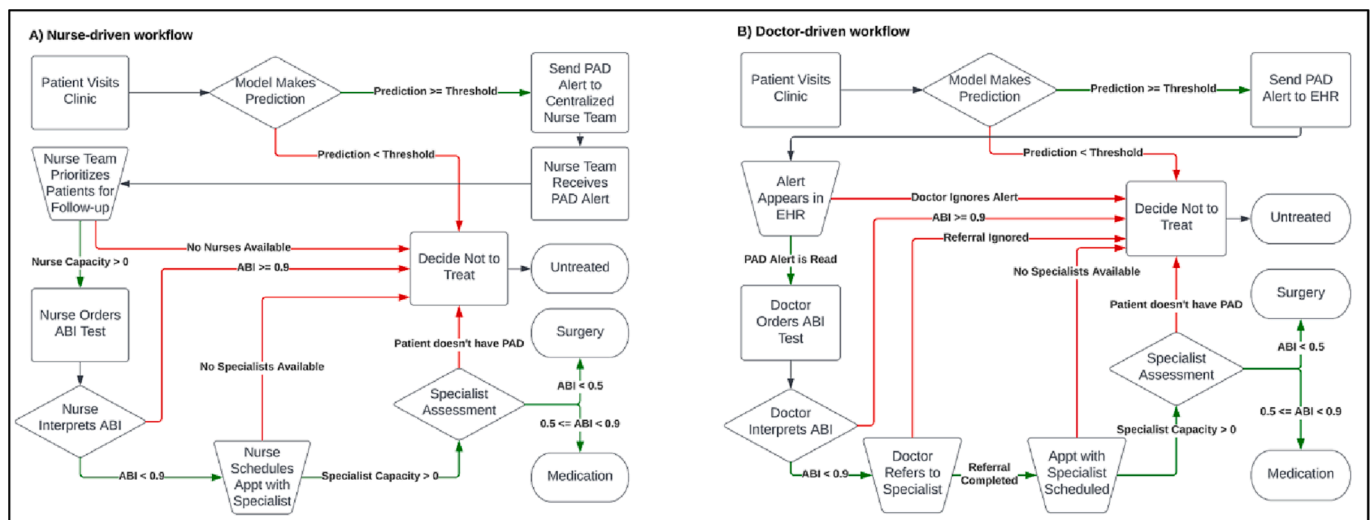 A) Nurse-driven workflow
Patient Visits
Clinic
Model Makes
Prediction
Prediction >= Threshold
Send PAD
Alert to
Centralized
Nurse Team
Prediction < Threshold
Nurse Team
Prioritizes
Patients for
Follow-up
Nurse Team
Receives
PAD Alert
No Nurses Available
Nurse Capacity > 0
ABI >= 0.9
Decide Not to
Treat
Untreated
Nurse Orders
ABI Test
No Specialists Available
Patient doesn't have PAD
Surgery
ABI < 0.5
Nurse
Interprets ABI
Specialist
Assessment
0.5 <= ABI < 0.9
ABI < 0.9
Nurse
Schedules
Appt with
Specialist
Specialist Capacity > 0
Medication
B) Doctor-driven workflow
Patient Visits
Clinic
Model Makes
Prediction
Prediction >= Threshold
Send PAD
Alert to EHR
Prediction < Threshold
Alert
Appears in
EHR
Doctor Ignores Alert
ABI >= 0.9
Referral Ignored
Decide Not to
Treat
Untreated
PAD Alert is Read
No Specialists Available
Doctor
Orders ABI
Test
Patient doesn't have PAD
Surgery
ABI < 0.5
Specialist
Assessment
0.5 <= ABI < 0.9
Doctor
Interprets ABI
Specialist Capacity > 0
ABI < 0.9
Doctor
Refers to
Specialist
Referral
Completed
Appt with
Specialist
Scheduled
Medication